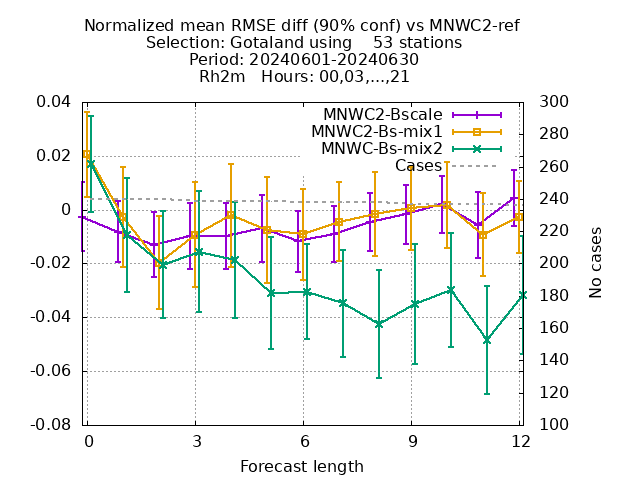 Normalized mean RMSE diff (90% conf) vs MNWC2-ref
Selection: Gotaland using    53 stations
Period: 20240601-20240630
Rh2m   Hours: 00,03,...,21
MNWC2-Bscale
MNWC2-Bs-mix1
MNWC-Bs-mix2
Cases
0.04
0.02
0
-0.02
-0.04
-0.06
-0.08
300
280
260
240
220
200
180
160
140
120
100
No cases
0 3 6 9 12
Forecast length